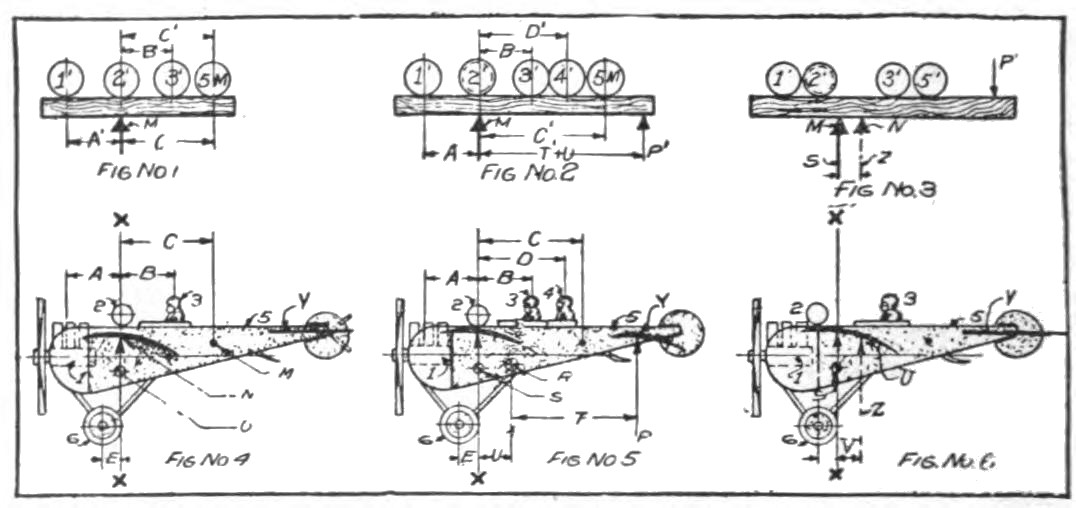 C'
B'
1' 2' 3' 5M
M
A' C
FIG NO 1
D'
B
1' 2' 3' 4' 5M
M
C'
A T'+U P'
FIG NO. 2
P'
1' 2' 3' 5'
M N
S Z
FIG NO. 3
X
C
A B
2 3
5 Y
1
M
N
U
6
E
FIG NO 4
X
C
D
A B
2 3 4
5 Y
1
R
S
T
6
P
E U
FIG NO 5
X
X
2 3
5 Y
1
U
S
Z
6
V
FIG. NO. 6
X